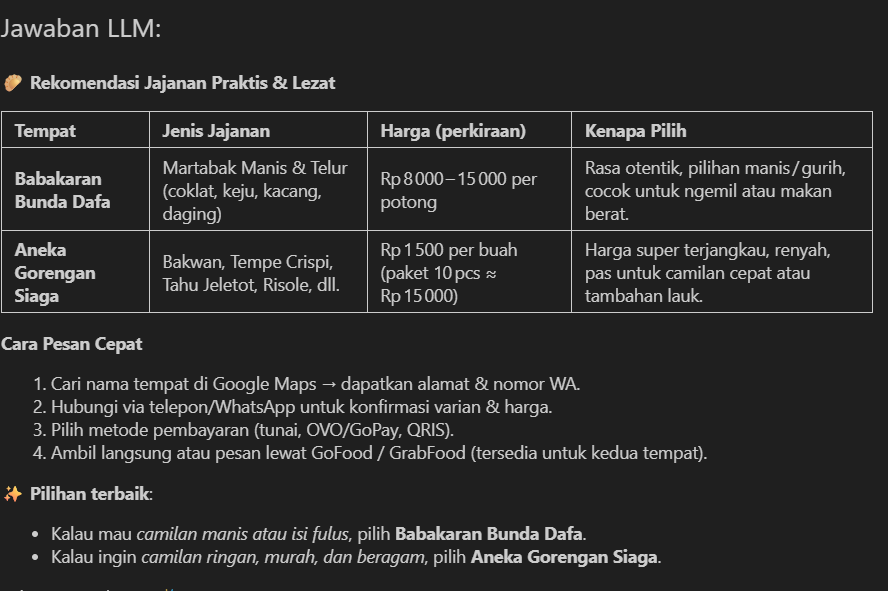 Jawaban LLM:
🥟 Rekomendasi Jajanan Praktis & Lezat
Tempat Jenis Jajanan Harga (perkiraan) Kenapa Pilih
Babakaran Bunda Dafa
Martabak Manis & Telur (coklat, keju, kacang, daging)
Rp 8 000 – 15 000 per potong
Rasa otentik, pilihan manis / gurih, cocok untuk ngemil atau makan berat.
Aneka Gorengan Siaga
Bakwan, Tempe Crispi, Tahu Jeletot, Risole, dll.
Rp 1 500 per buah (paket 10 pcs ≈ Rp 15 000)
Harga super terjangkau, renyah, pas untuk camilan cepat atau tambahan lauk.
Cara Pesan Cepat
1. Cari nama tempat di Google Maps → dapatkan alamat & nomor WA.
2. Hubungi via telepon/WhatsApp untuk konfirmasi varian & harga.
3. Pilih metode pembayaran (tunai, OVO/GoPay, QRIS).
4. Ambil langsung atau pesan lewat GoFood / GrabFood (tersedia untuk kedua tempat).
✨ Pilihan terbaik:
• Kalau mau camilan manis atau isi fulus, pilih Babakaran Bunda Dafa.
• Kalau ingin camilan ringan, murah, dan beragam, pilih Aneka Gorengan Siaga.